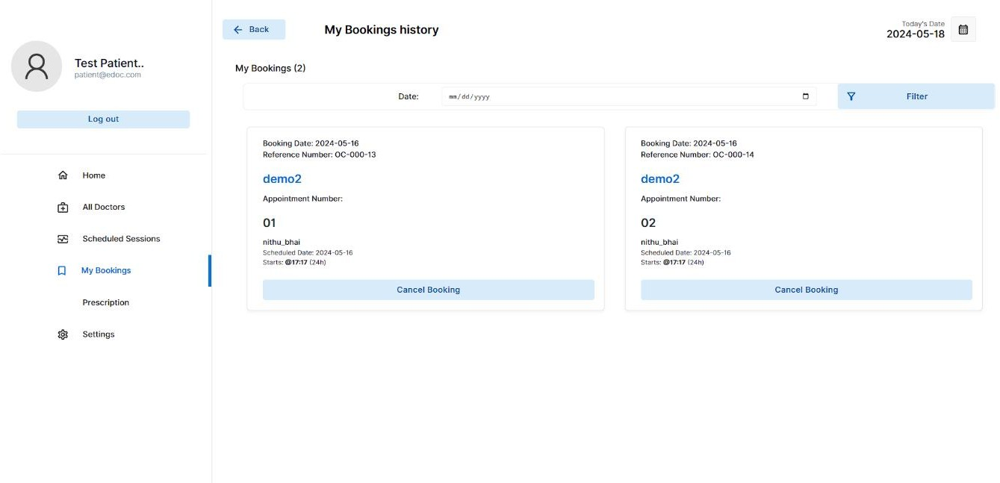 Test Patient..
patient@edoc.com
Log out
Home
All Doctors
Scheduled Sessions
My Bookings
Prescription
Settings
Back
My Bookings history
Today's Date
2024-05-18
My Bookings (2)
Date:
mm/dd/yyyy
Filter
Booking Date: 2024-05-16
Reference Number: OC-000-13
demo2
Appointment Number:
01
nithu_bhai
Scheduled Date: 2024-05-16
Starts: @17:17 (24h)
Cancel Booking
Booking Date: 2024-05-16
Reference Number: OC-000-14
demo2
Appointment Number:
02
nithu_bhai
Scheduled Date: 2024-05-16
Starts: @17:17 (24h)
Cancel Booking